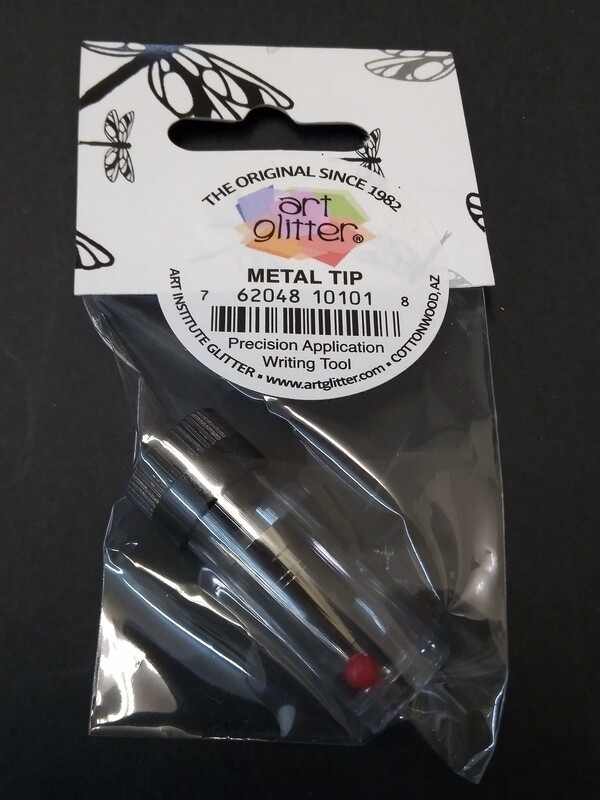 THE ORIGINAL SINCE 1982
art
glitter®
METAL TIP
7 62048 10101 8
Precision Application
Writing Tool
ART INSTITUTE GLITTER • www.artglitter.com • COTTONWOOD, AZ